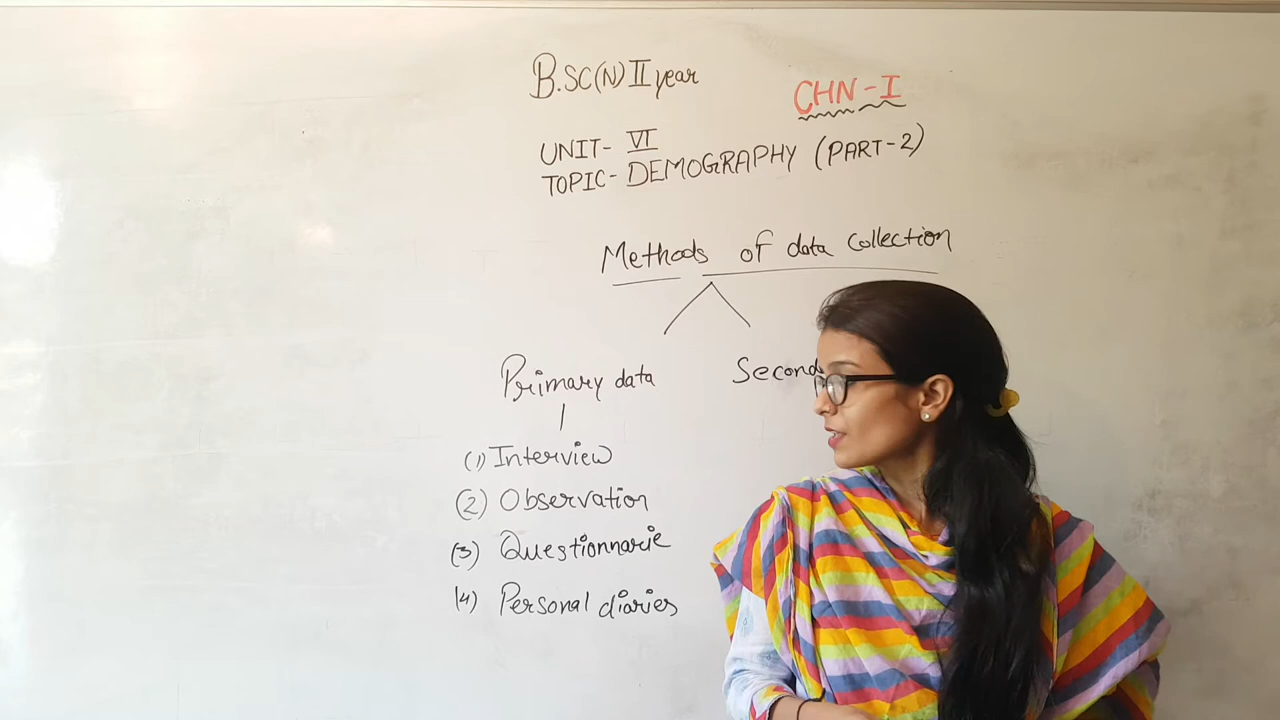 B.SC(N) II year
CHN-I
UNIT- VI
TOPIC- DEMOGRAPHY (PART-2)
Methods of data collection
Primary data
(1) Interview
(2) Observation
(3) Questionnarie
(4) Personal diaries